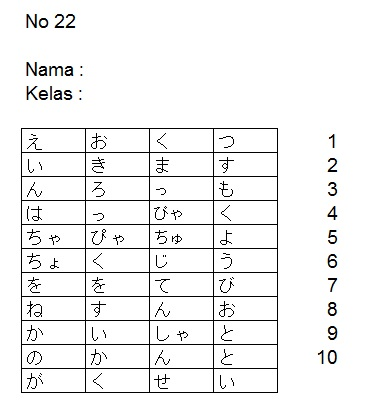 No 22
Nama :
Kelas :
え お く つ 1
い き ま す 2
ん ろ っ も 3
は っ びゃ く 4
ちゃ ぴゃ ちゅ よ 5
ちょ く じ う 6
を を て び 7
ね す ん お 8
か い しゃ と 9
の か ん と 10
が く せ い